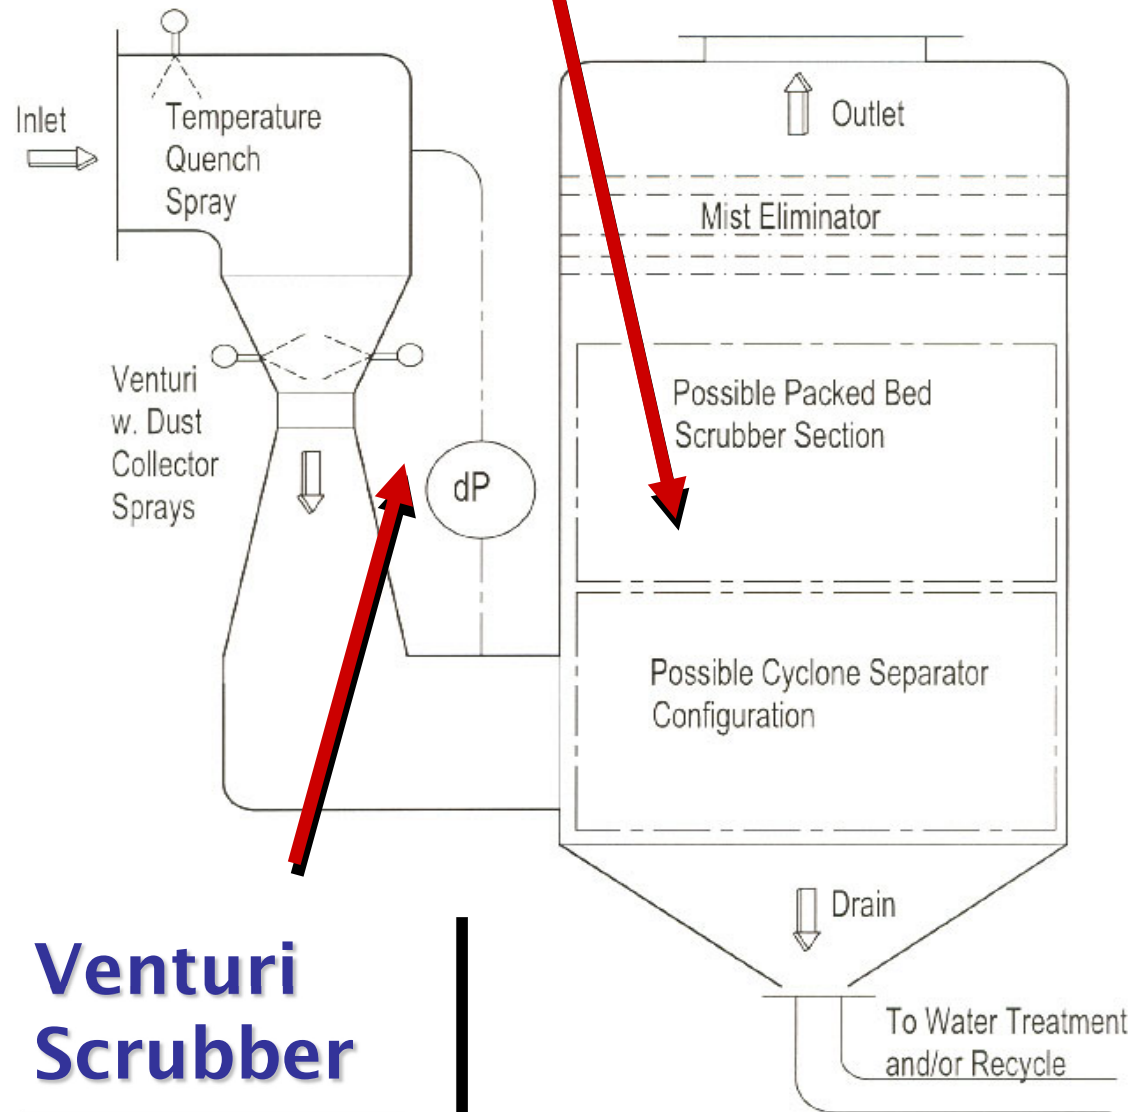 Inlet
Temperature
Quench
Spray
Outlet
Mist Eliminator
Venturi
w. Dust
Collector
Sprays
dP
Possible Packed Bed
Scrubber Section
Possible Cyclone Separator
Configuration
Drain
To Water Treatment
and/or Recycle
Venturi
Scrubber